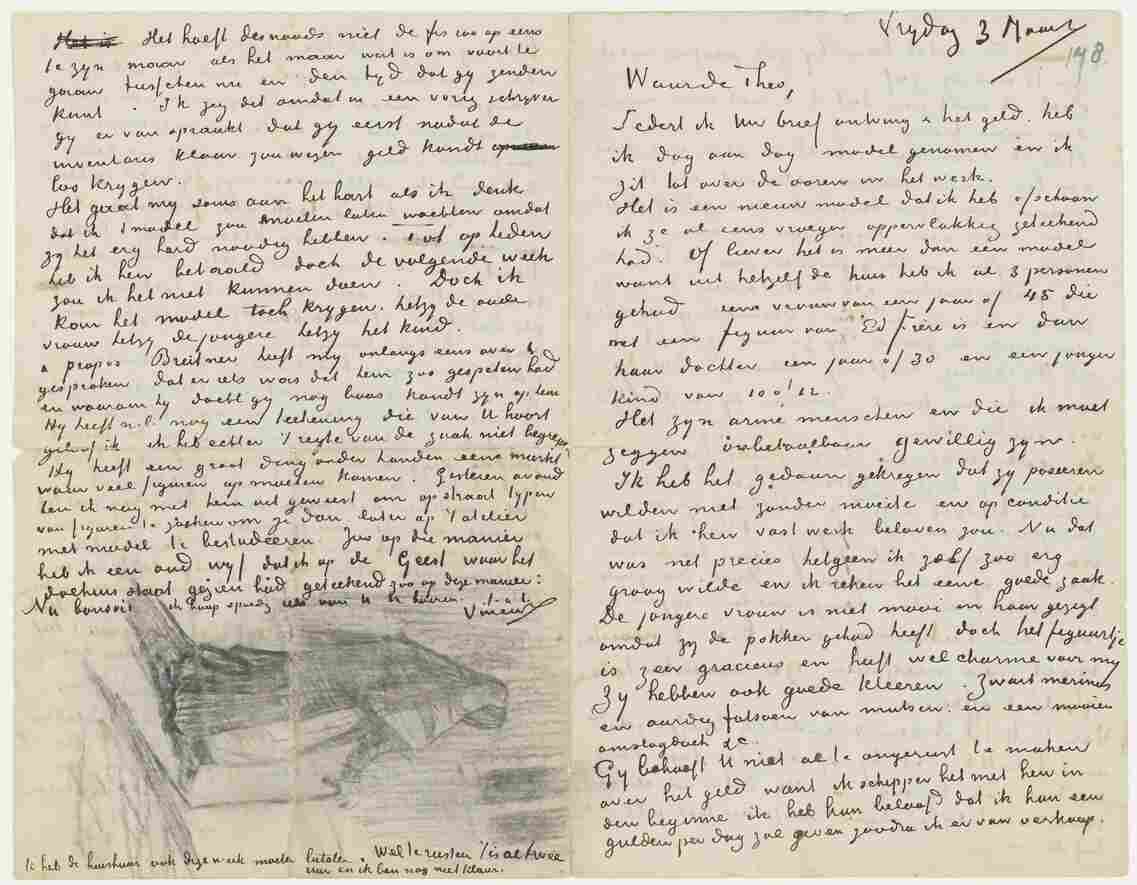 Vrydag 3 Maart
148
Waarde Theo,
Sedert ik Uw brief ontving & het geld. heb
ik dag aan dag model genomen en ik
zit tot over de ooren in het werk.
Het is een nieuw model dat ik heb ofschoon
ik ze al eens vroeger oppervlakkig geteekend
had. Of liever het is meer dan een model
want uit hetzelfde huis heb ik al 3 personen
gehad een vrouw van een jaar of 45 die
net een figuur van Ed Frère is en dan
haar dochter een jaar of 30 en een jonger
kind van 10 of 12.
Het zyn arme menschen en die ik moet
zeggen onbetaalbaar gewillig zyn.
Ik heb het gedaan gekregen dat zy poseeren
wilden niet zonder moeite en op conditie
dat ik hen vast werk beloven zou. Nu dat
was net precies hetgeen ik zelf zoo erg
graag wilde en ik reken het eene goede zaak.
De jongere vrouw is niet mooi in haar gezigt
omdat zy de pokken gehad heeft doch het figuurtje
is zeer gracieus en heeft wel charme voor my
Zy hebben ook goede kleeren. Zwart merinos
en aardig fatsoen van mutsen en een mooien
omslagdoek &c.
Gy behoeft U niet al te ongerust te maken
over het geld want ik schipper het met hen in
den beginne ik heb hun beloofd dat ik hun een
gulden per dag zal geven zoodra ik er van verkoop.
Het is Het hoeft desnoods niet de frs 100 op eens
te zyn maar als het maar wat is om voort te
gaan tusschen nu en den tyd dat gy zenden
kunt. Ik zeg dit omdat in een vorig schryven
gy er van spraakt dat gy eerst nadat de
inventaris klaar zou wezen geld kondt
los krygen.
Het gaat my soms aan het hart als ik denk
dat ik 't model zou moeten laten wachten omdat
zy het erg hard noodig hebben. Tot op heden
heb ik hen betaald doch de volgende week
zou ik het niet kunnen doen. Doch ik
kan het model toch krygen. hetzy de oude
vrouw hetzy de jongere hetzy het kind.
a propos Breitner heeft my onlangs eens over U
gesproken dat er iets was dat hem zoo gespeten had
en waarom hy dacht gy nog boos kondt zyn op hem
Hy heeft n.l. nog een teekening die van U hoort
geloof ik ik heb echter 't regte van de zaak niet begrepen
Hy heeft een groot ding onder handen eene markt
waar veel figuren op moeten komen. Gisteren avond
ben ik nog met hem uit geweest om op straat typen
van figuren te zoeken om ze dan later op 't atelier
met model te bestudeeren. Zoo op die manier
heb ik een oud wyf dat ik op de Geest waar het
dolhuis staat gezien had geteekend zoo op deze manier:
Nu bonsoir ik hoop spoedig iets van U te hooren. t.à t.
Vincent
Ik heb de huishuur ook deze week moeten betalen. Wel te rusten 't is al twee
uur en ik ben nog niet klaar.